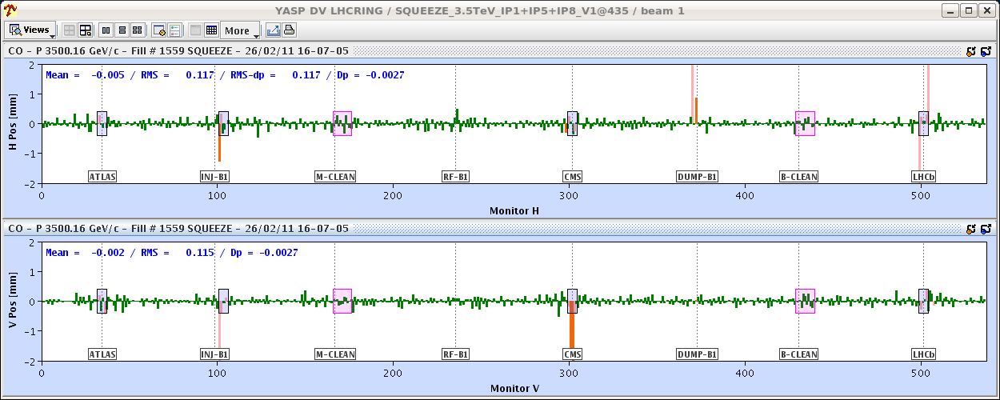 YASP DV LHCRING / SQUEEZE_3.5TeV_IP1+IP5+IP8_V1@435 / beam 1
Views More
CO - P 3500.16 GeV/c - Fill # 1559 SQUEEZE - 26/02/11 16-07-05
Mean = -0.005 / RMS = 0.117 / RMS-dp = 0.117 / Dp = -0.0027
H Pos [mm]
2
1
0
-1
-2
ATLAS INJ-B1 M-CLEAN RF-B1 CMS DUMP-B1 B-CLEAN LHCb
0 100 200 300 400 500
Monitor H
CO - P 3500.16 GeV/c - Fill # 1559 SQUEEZE - 26/02/11 16-07-05
Mean = -0.002 / RMS = 0.115 / Dp = -0.0027
V Pos [mm]
2
1
0
-1
-2
ATLAS INJ-B1 M-CLEAN RF-B1 CMS DUMP-B1 B-CLEAN LHCb
0 100 200 300 400 500
Monitor V